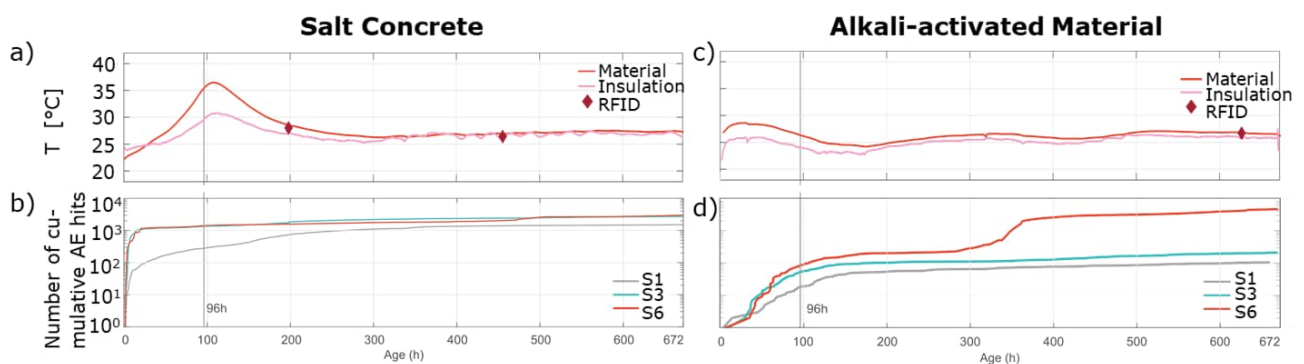 Salt Concrete
Alkali-activated Material
a)
T [°C]
40
35
30
25
20
Material
Insulation
RFID
c)
Material
Insulation
RFID
b)
Number of cu-
mulative AE hits
10⁴
10³
10²
10¹
10⁰
96h
S1
S3
S6
0 100 200 300 400 500 600 672
Age (h)
d)
96h
S1
S3
S6
0 100 200 300 400 500 600 672
Age (h)